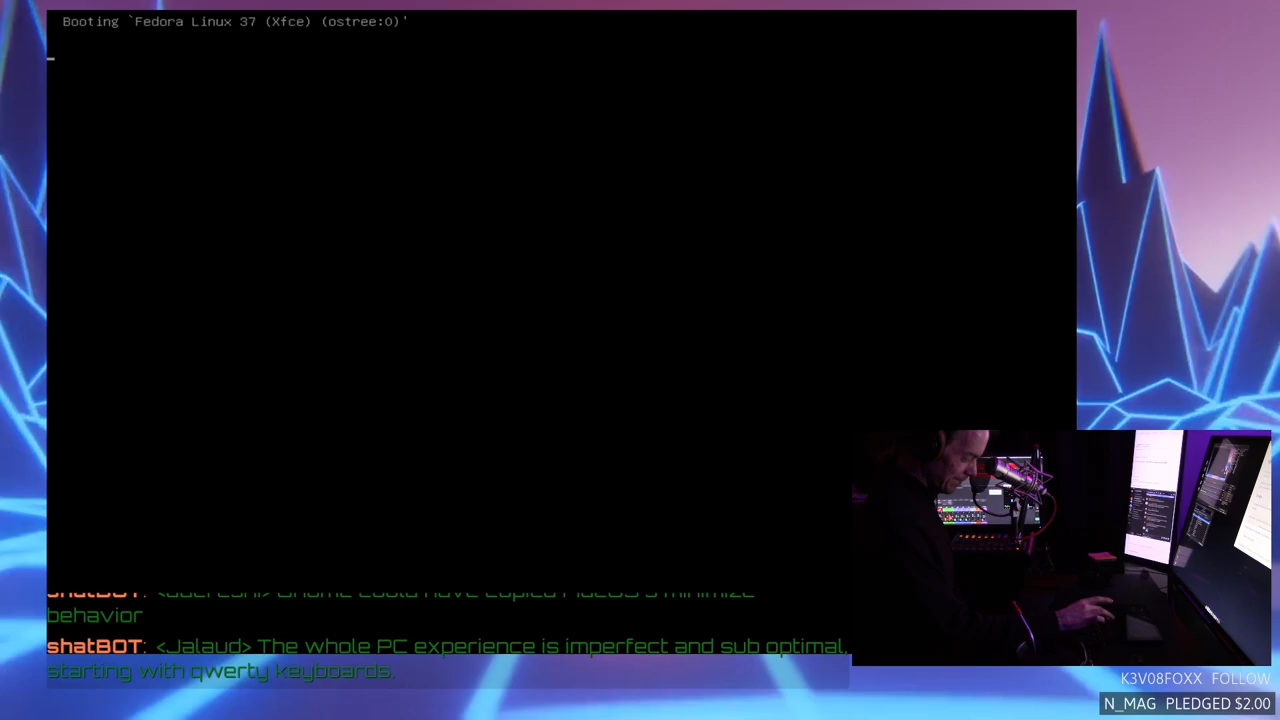 Booting `Fedora Linux 37 (Xfce) (ostree:0)'
behavior
shatBOT: <Jalaud> The whole PC experience is imperfect and sub optimal,
starting with qwerty keyboards.
K3V08FOXX FOLLOW
N_MAG PLEDGED $2.00